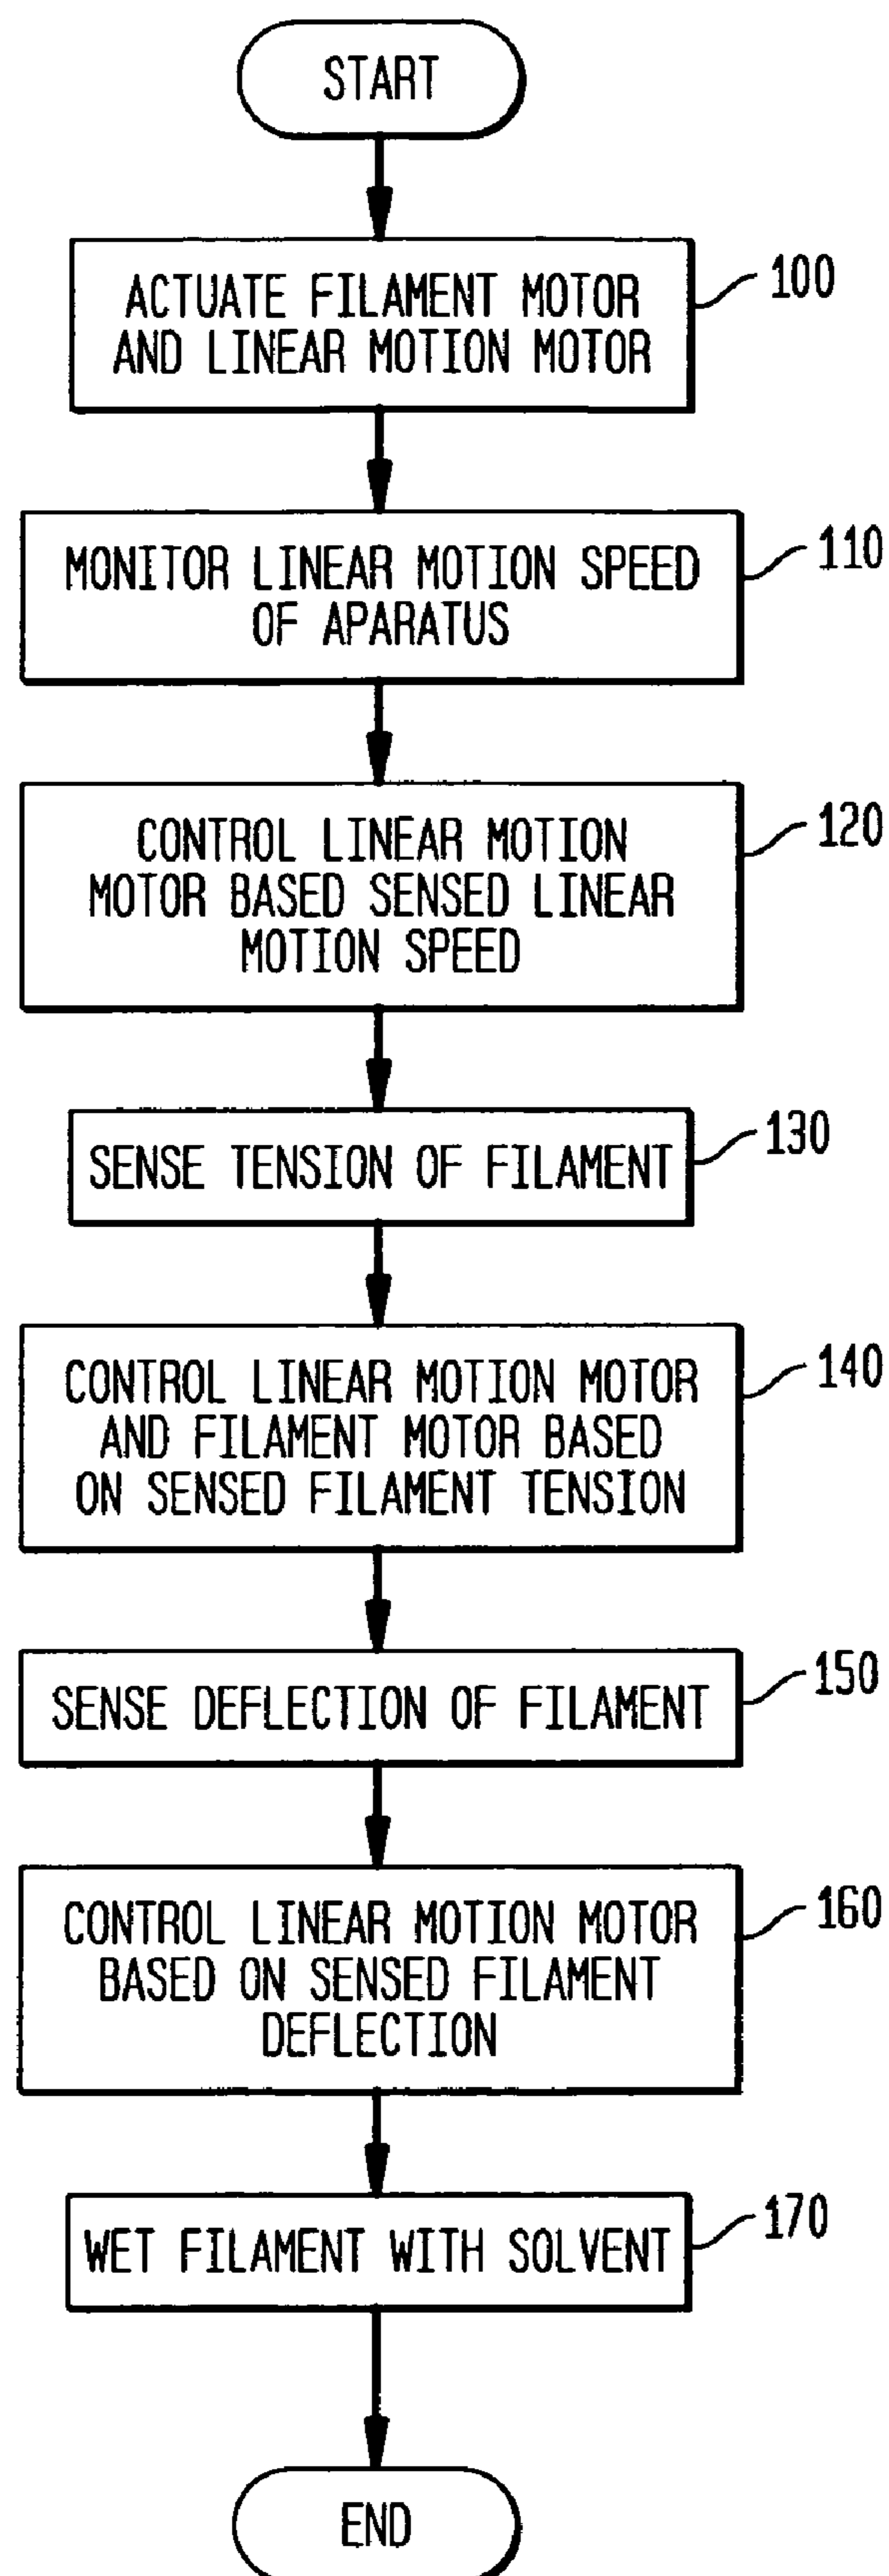 START
ACTUATE FILAMENT MOTOR
AND LINEAR MOTION MOTOR
100
MONITOR LINEAR MOTION SPEED
OF APARATUS
110
CONTROL LINEAR MOTION
MOTOR BASED SENSED LINEAR
MOTION SPEED
120
SENSE TENSION OF FILAMENT
130
CONTROL LINEAR MOTION MOTOR
AND FILAMENT MOTOR BASED
ON SENSED FILAMENT TENSION
140
SENSE DEFLECTION OF FILAMENT
150
CONTROL LINEAR MOTION MOTOR
BASED ON SENSED FILAMENT
DEFLECTION
160
WET FILAMENT WITH SOLVENT
170
END